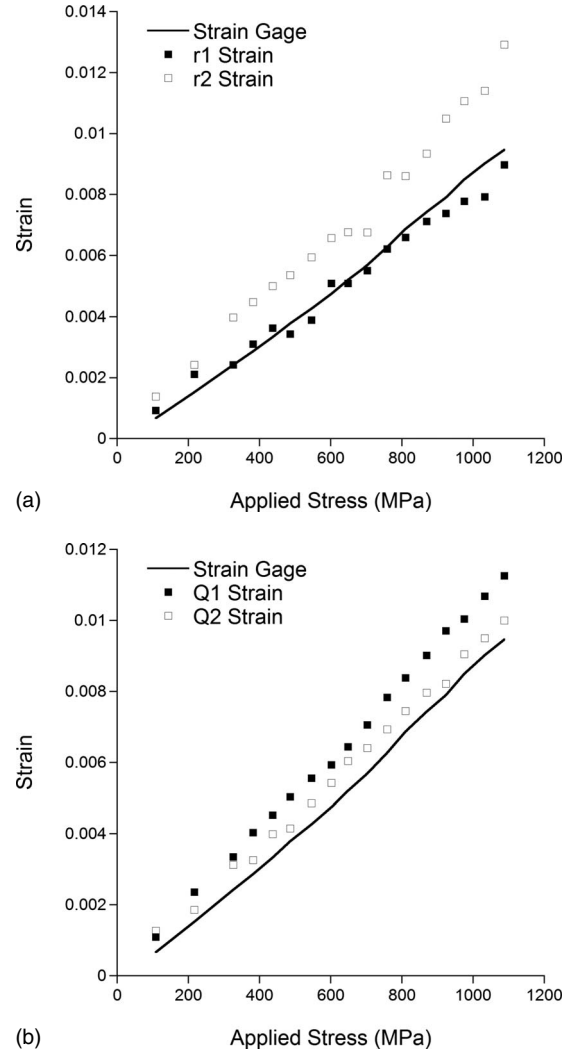 0.014
0.012
0.01
0.008
0.006
0.004
0.002
0
Strain
Strain Gage
r1 Strain
r2 Strain
0 200 400 600 800 1000 1200
(a) Applied Stress (MPa)
0.012
0.01
0.008
0.006
0.004
0.002
0
Strain
Strain Gage
Q1 Strain
Q2 Strain
0 200 400 600 800 1000 1200
(b) Applied Stress (MPa)